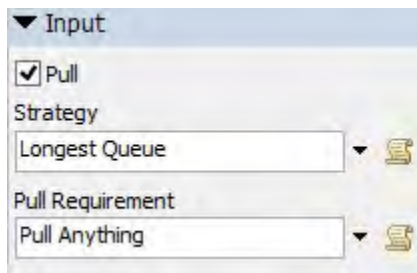 Input
Pull
Strategy
Longest Queue
Pull Requirement
Pull Anything